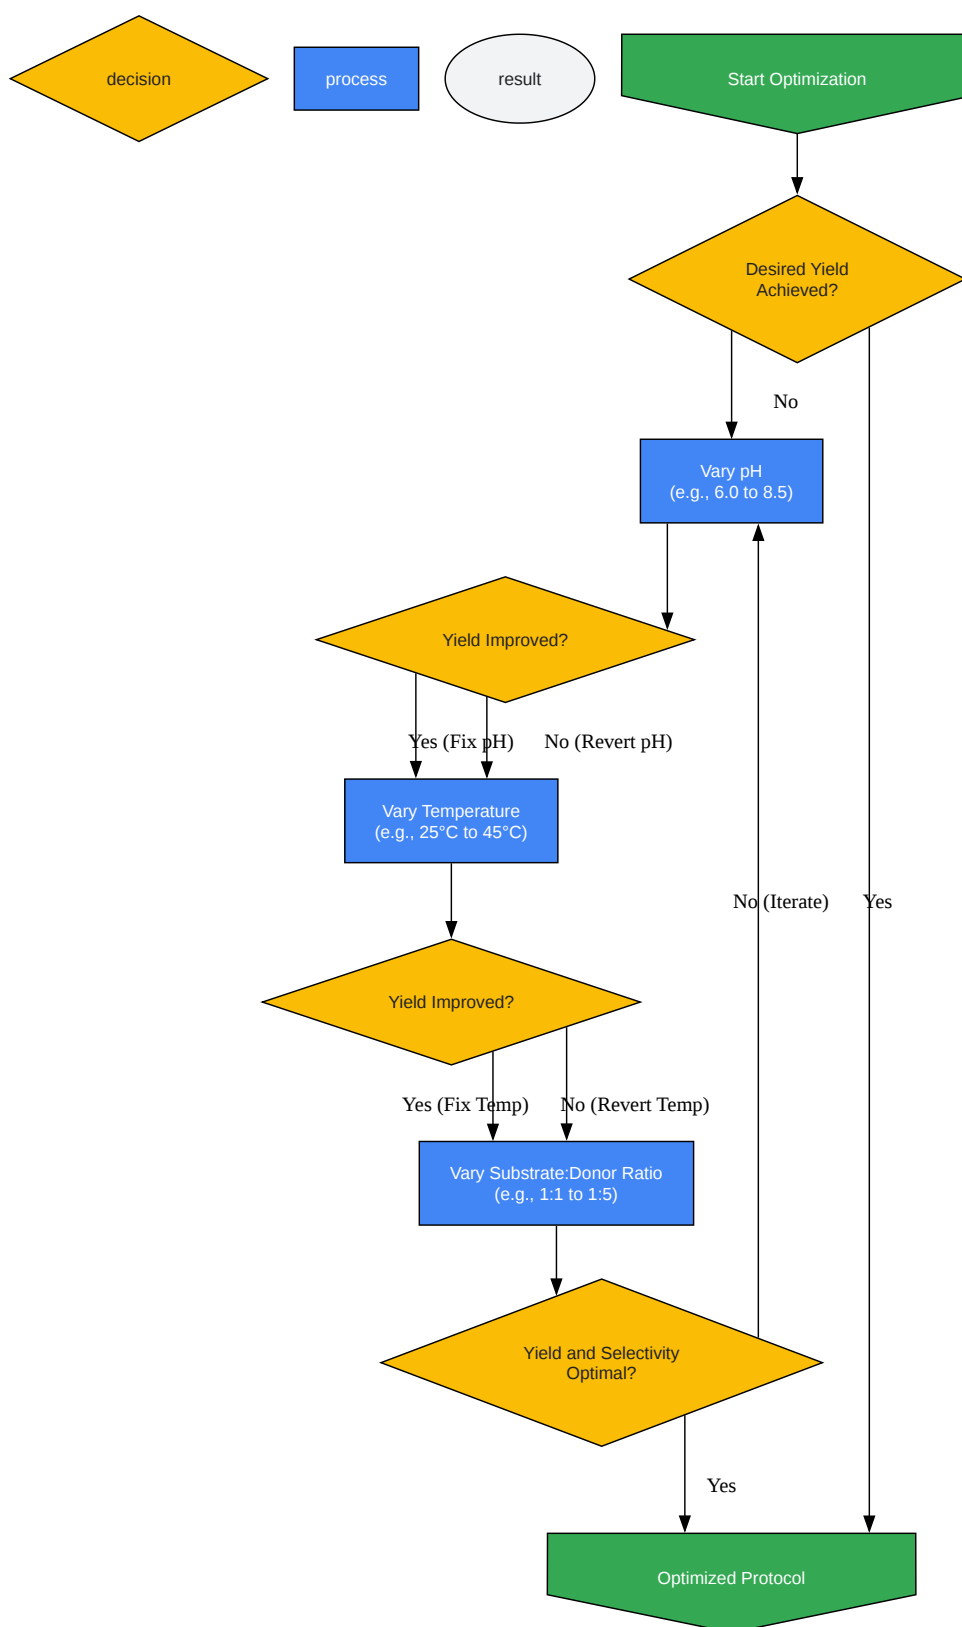 decision
process
result
Start Optimization
Desired Yield
Achieved?
No
Vary pH
(e.g., 6.0 to 8.5)
Yield Improved?
Yes (Fix pH)
No (Revert pH)
Vary Temperature
(e.g., 25°C to 45°C)
No (Iterate)
Yes
Yield Improved?
Yes (Fix Temp)
No (Revert Temp)
Vary Substrate:Donor Ratio
(e.g., 1:1 to 1:5)
Yield and Selectivity
Optimal?
Yes
Optimized Protocol